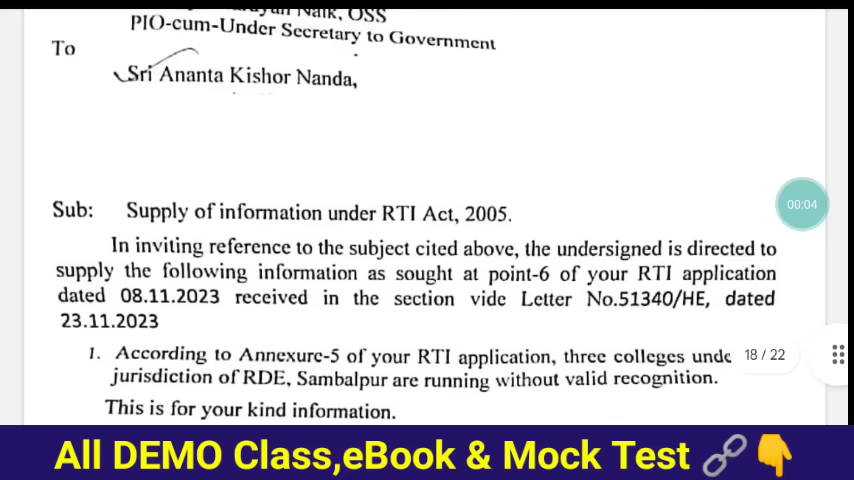 Naik, OSS
PIO-cum-Under Secretary to Government
To
Sri Ananta Kishor Nanda,
Sub: Supply of information under RTI Act, 2005.
00:04
In inviting reference to the subject cited above, the undersigned is directed to
supply the following information as sought at point-6 of your RTI application
dated 08.11.2023 received in the section vide Letter No.51340/HE, dated
23.11.2023
1. According to Annexure-5 of your RTI application, three colleges unde
18 / 22
jurisdiction of RDE, Sambalpur are running without valid recognition.
This is for your kind information.
All DEMO Class,eBook & Mock Test